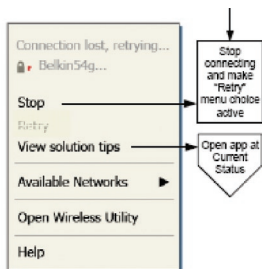 Connection lost, retrying...
Belkin54g...
Stop
Retry
View solution tips
Available Networks
Open Wireless Utility
Help
Stop
connecting
and make
"Retry"
menu choice
active
Open app at
Current
Status